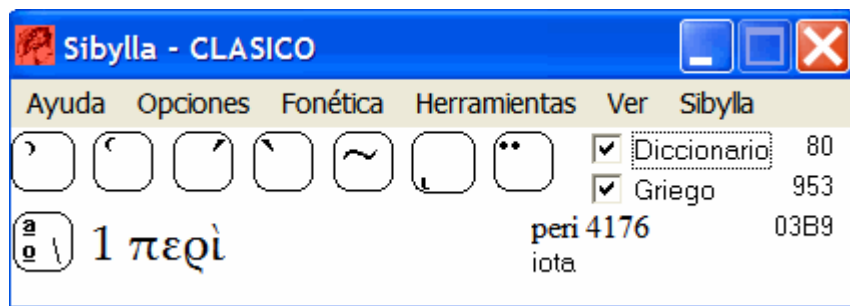 Sibylla - CLASICO
Ayuda Opciones Fonética Herramientas Ver Sibylla
Diccionario 80
Griego 953
a
o \ 1 περὶ peri 4176 03B9
iota